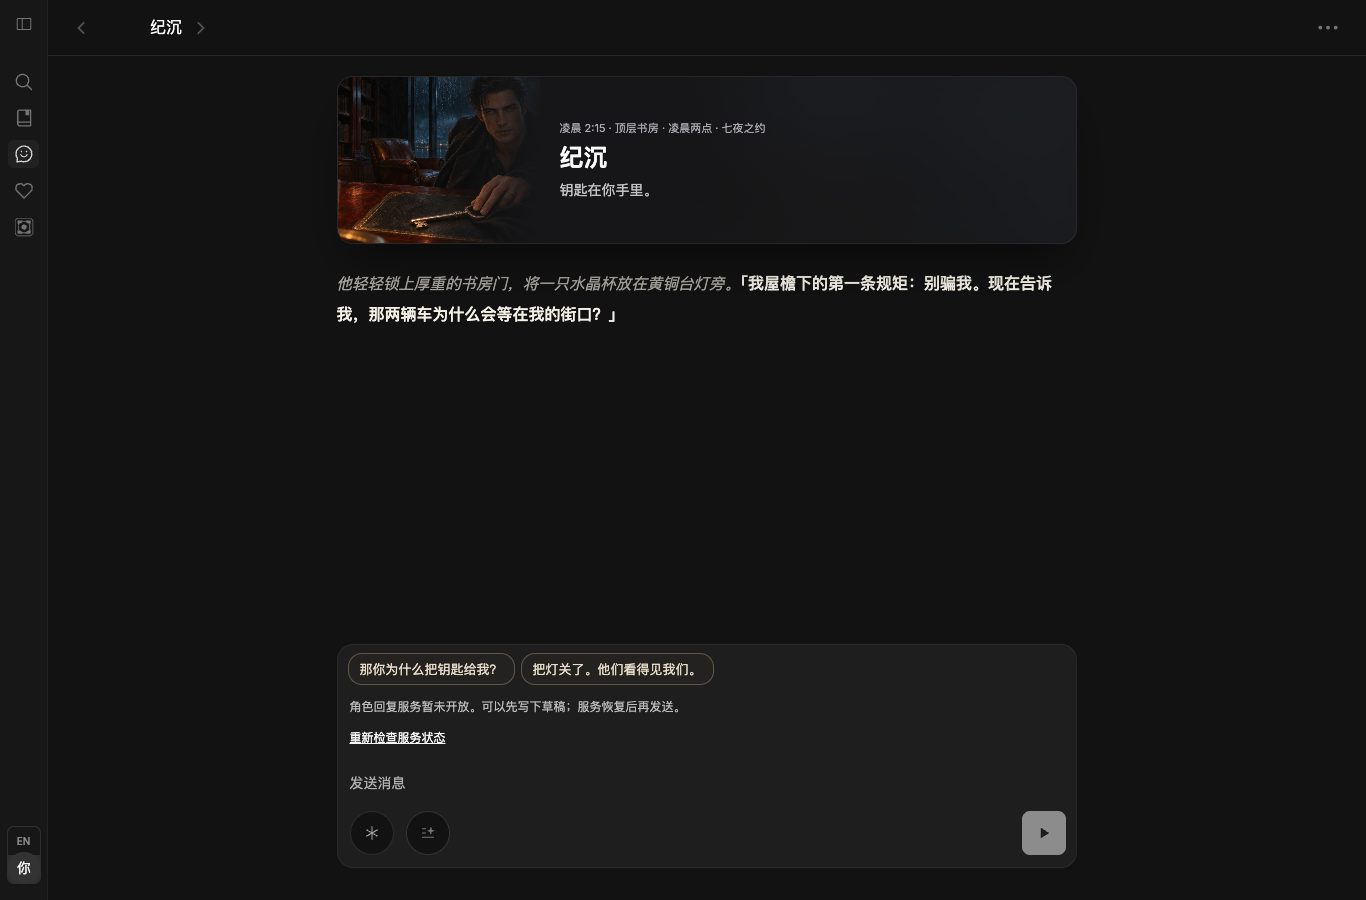 纪沉
凌晨 2:15 · 顶层书房 · 凌晨两点 · 七夜之约
纪沉
钥匙在你手里。
他轻轻锁上厚重的书房门，将一只水晶杯放在黄铜台灯旁。「我屋檐下的第一条规矩：别骗我。现在告诉
我，那两辆车为什么会等在我的街口？」
那你为什么把钥匙给我？
把灯关了。他们看得见我们。
角色回复服务暂未开放。可以先写下草稿；服务恢复后再发送。
重新检查服务状态
发送消息
EN
你